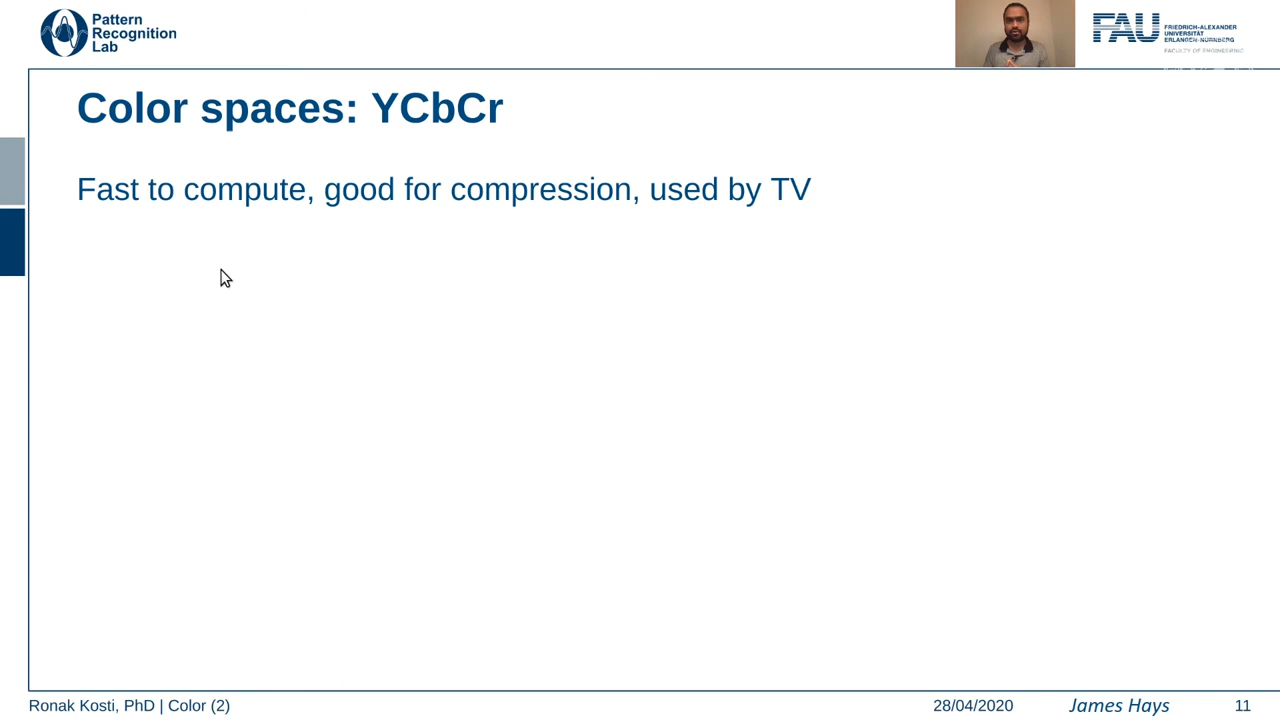 Pattern
Recognition
Lab
FAU
FRIEDRICH-ALEXANDER
UNIVERSITÄT
ERLANGEN-NÜRNBERG
FACULTY OF ENGINEERING
Color spaces: YCbCr
Fast to compute, good for compression, used by TV
Ronak Kosti, PhD | Color (2)
28/04/2020
James Hays
11